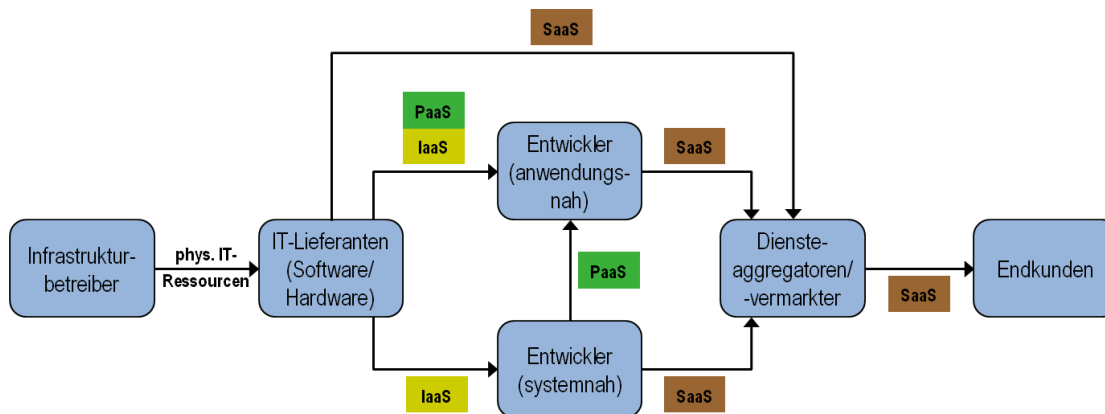 SaaS
PaaS
IaaS
Entwickler
(anwendungs-
nah)
SaaS
Infrastruktur-
betreiber
phys. IT-
Ressourcen
IT-Lieferanten
(Software/
Hardware)
PaaS
Dienste-
aggregatoren/
-vermarkter
SaaS
Endkunden
IaaS
Entwickler
(systemnah)
SaaS